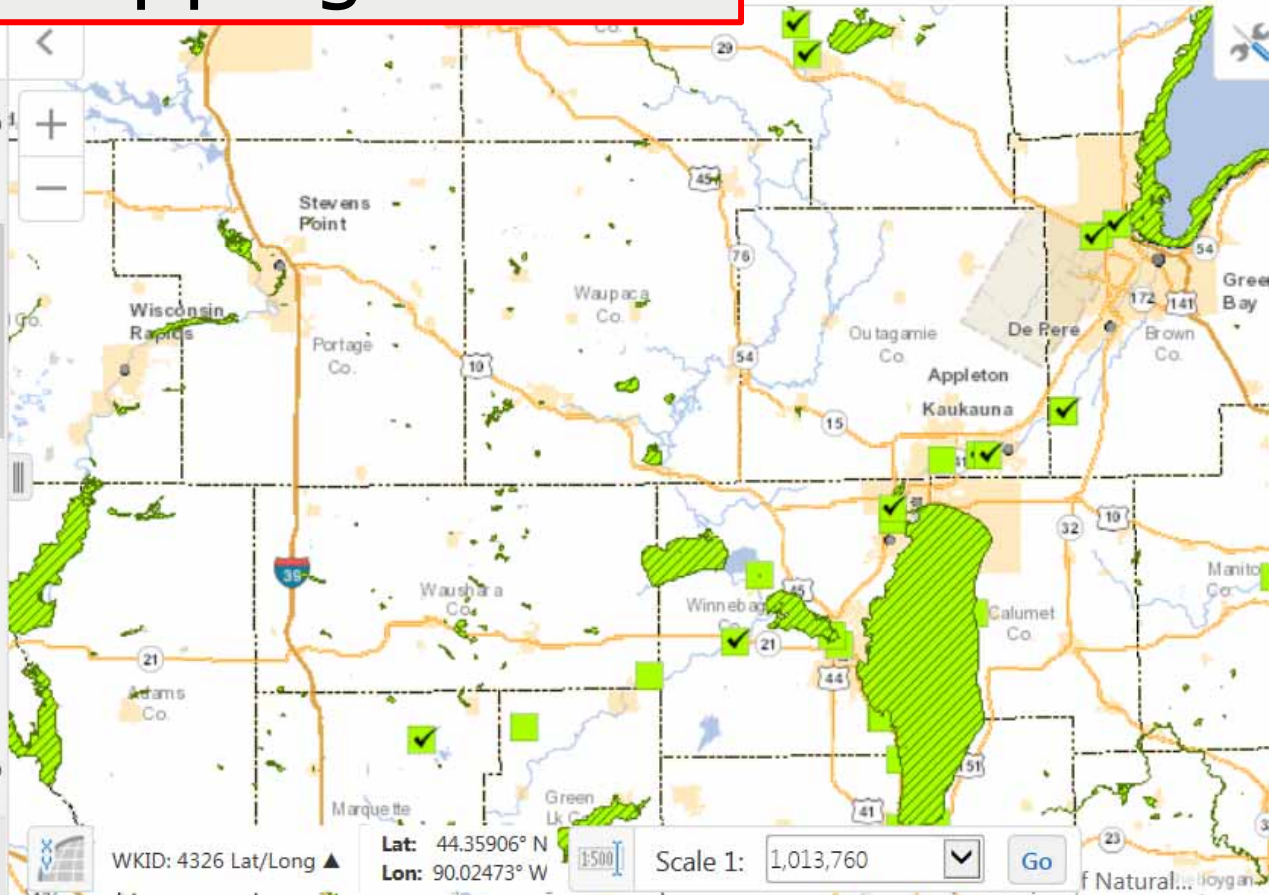 29
45
Stevens
Point
76
54
Green
Bay
Wisconsin
Rapids
Waupaca
Co.
172
141
Portage
Co.
Outagamie
Co.
De Pere
Brown
Co.
10
54
Appleton
Kaukauna
15
32
10
39
Waushara
Co.
45
Winnebag
Calumet
Co.
Manito
Co.
21
21
44
Adams
Co.
151
Marquette
Green
Lk C
41
23
WKID: 4326 Lat/Long ▲
Lat: 44.35906° N
Lon: 90.02473° W
1:500
Scale 1:
1,013,760
Go
f Natural...